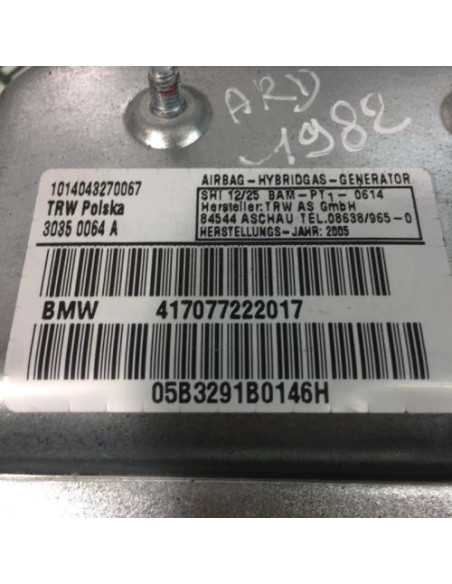 ARD
1982
1014043270067
TRW Polska
3035 0064 A
AIRBAG-HYBRIDGAS-GENERATOR
SHI 12/25 BAM-PT1-0614
Hersteller:TRW AS GmbH
84544 ASCHAU TEL.08638/965-0
HERSTELLUNGS-JAHR: 2005
BMW 417077222017
05B3291B0146H